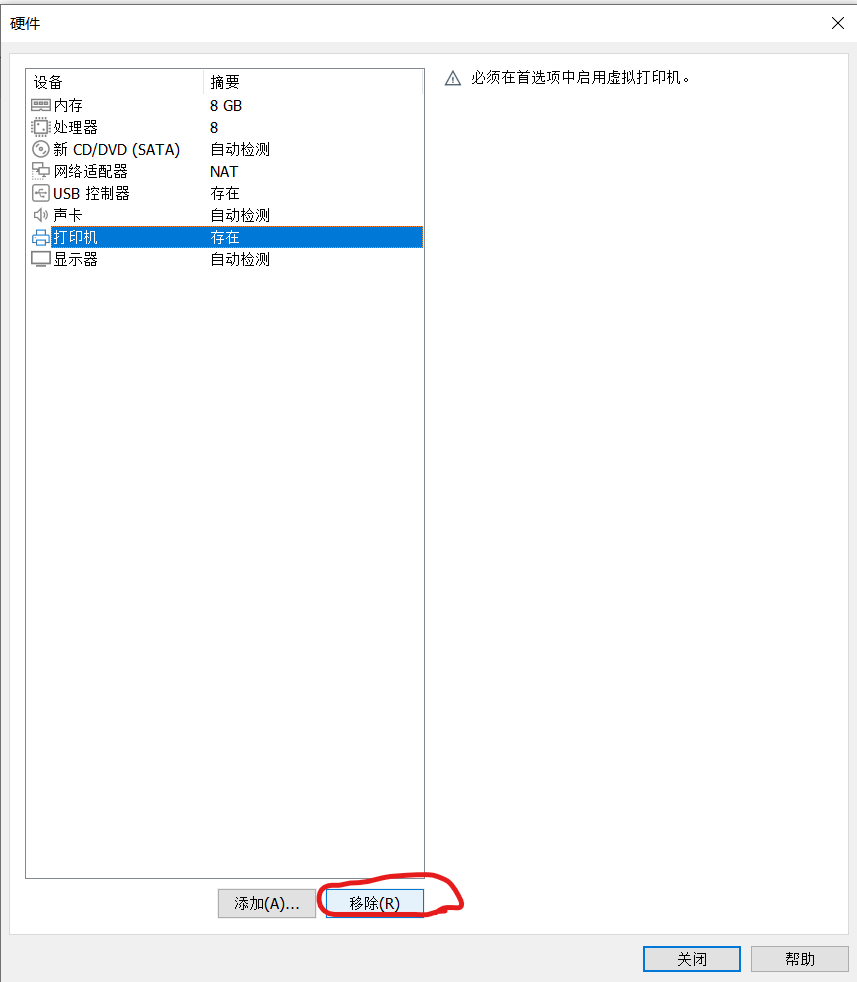 硬件
设备 摘要
内存 8 GB
处理器 8
新 CD/DVD (SATA) 自动检测
网络适配器 NAT
USB 控制器 存在
声卡 自动检测
打印机 存在
显示器 自动检测
必须在首选项中启用虚拟打印机。
添加(A)... 移除(R)
关闭 帮助